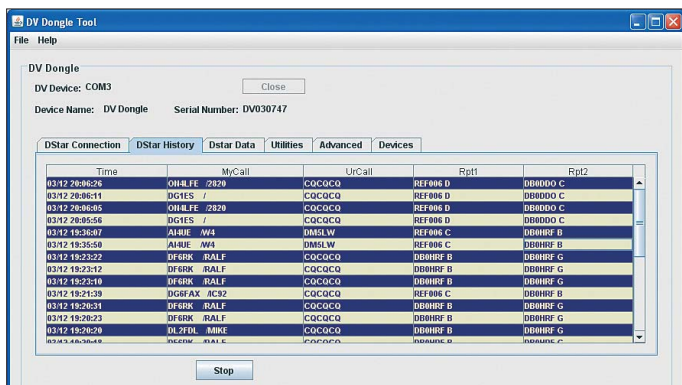 DV Dongle Tool
File Help
DV Dongle
DV Device: COM3 Close
Device Name: DV Dongle Serial Number: DV030747
DStar Connection DStar History Dstar Data Utilities Advanced Devices
Time MyCall UrCall Rpt1 Rpt2
03/12 20:06:26 ON4LFE /2820 CQCQCQ REF006 D DB0DDO C
03/12 20:06:11 DG1ES / CQCQCQ REF006 D DB0DDO C
03/12 20:06:05 ON4LFE /2820 CQCQCQ REF006 D DB0DDO C
03/12 20:05:56 DG1ES / CQCQCQ REF006 D DB0DDO C
03/12 19:36:07 AI4UE /W4 DM5LW REF006 C DB0HRF B
03/12 19:35:50 AI4UE /W4 DM5LW REF006 C DB0HRF B
03/12 19:23:22 DF6RK /RALF CQCQCQ DB0HRF B DB0HRF G
03/12 19:23:12 DF6RK /RALF CQCQCQ DB0HRF B DB0HRF G
03/12 19:23:10 DF6RK /RALF CQCQCQ DB0HRF B DB0HRF G
03/12 19:21:39 DG6FAX /IC92 CQCQCQ REF006 C DB0HRF B
03/12 19:20:31 DF6RK /RALF CQCQCQ DB0HRF B DB0HRF G
03/12 19:20:23 DF6RK /RALF CQCQCQ DB0HRF B DB0HRF G
03/12 19:20:20 DL2FDL /MIKE CQCQCQ DB0HRF B DB0HRF G
Stop